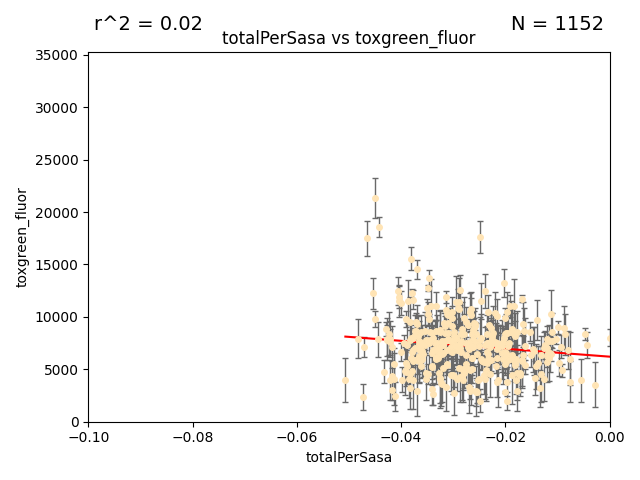 r^2 = 0.02
N = 1152
totalPerSasa vs toxgreen_fluor
35000
30000
25000
20000
15000
10000
5000
0
toxgreen_fluor
−0.10
−0.08
−0.06
−0.04
−0.02
0.00
totalPerSasa